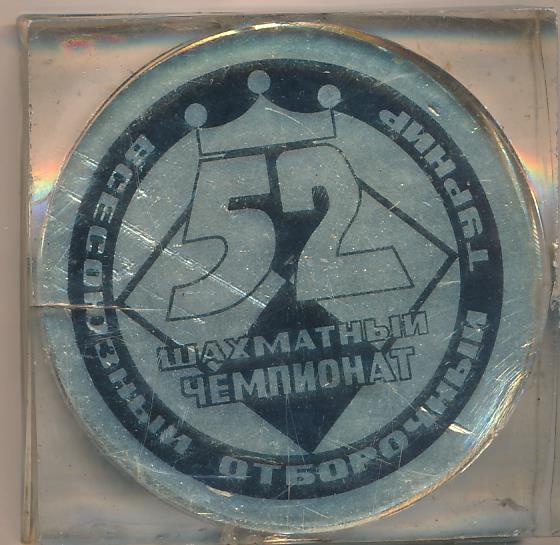 ВСЕСОЮЗНЫЙ ОТБОРОЧНЫЙ ТУРНИР
52
ШАХМАТНЫЙ
ЧЕМПИОНАТ